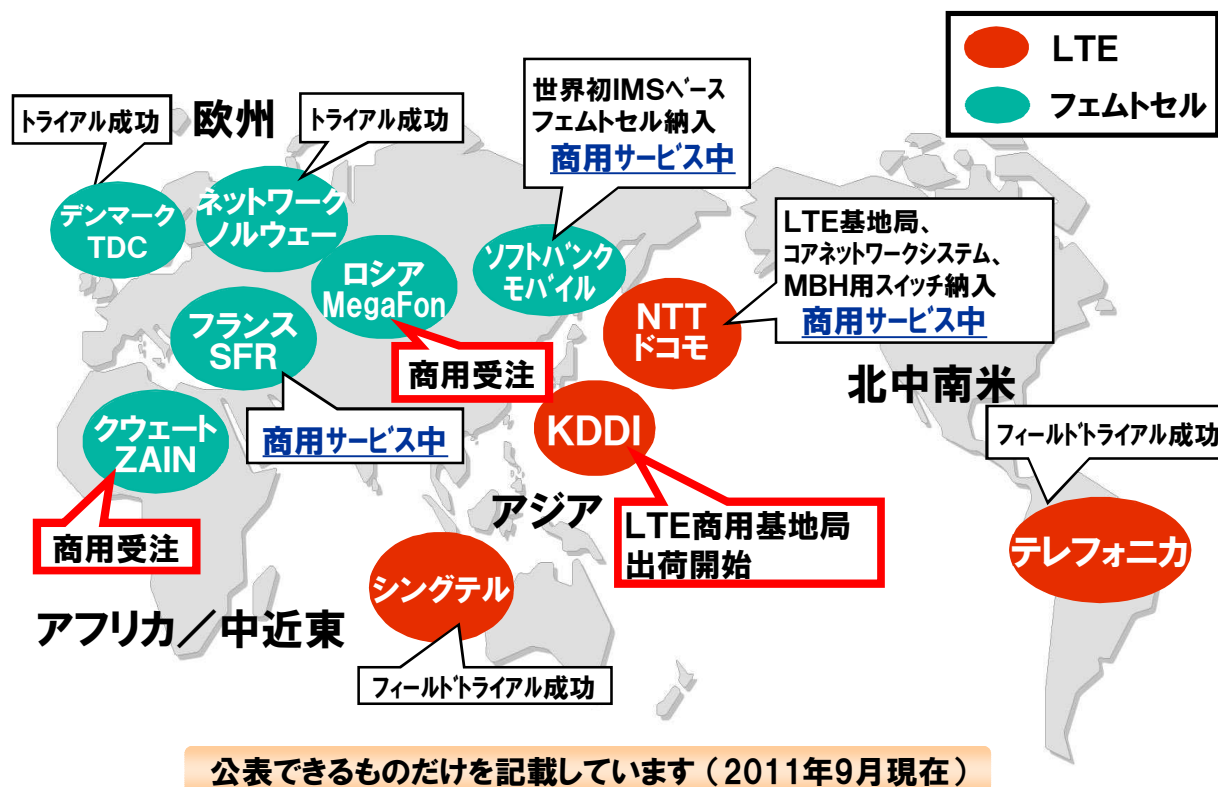 LTE
フェムトセル
世界初IMSベース
フェムトセル納入
商用サービス中
トライアル成功
欧州
トライアル成功
デンマーク
TDC
ネットワーク
ノルウェー
ロシア
MegaFon
ソフトバンク
モバイル
LTE基地局、
コアネットワークシステム、
MBH用スイッチ納入
商用サービス中
NTT
ドコモ
フランス
SFR
商用受注
北中南米
クウェート
ZAIN
商用サービス中
KDDI
フィールドトライアル成功
商用受注
アジア
LTE商用基地局
出荷開始
テレフォニカ
シングテル
アフリカ／中近東
フィールドトライアル成功
公表できるものだけを記載しています（2011年9月現在）